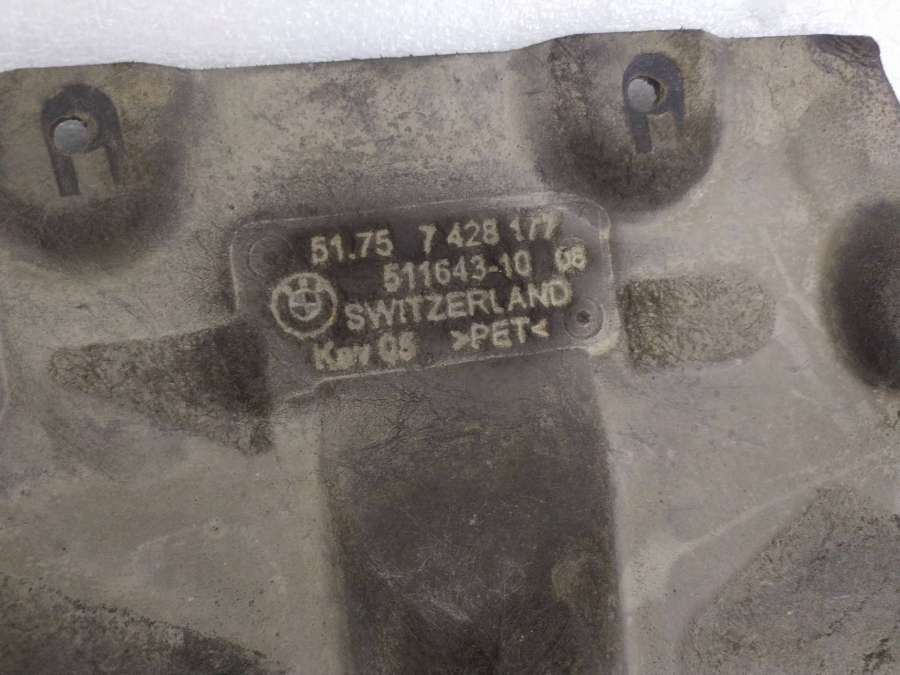 51.75 7 428 177
511643-10 08
SWITZERLAND
Kav 05 >PET<